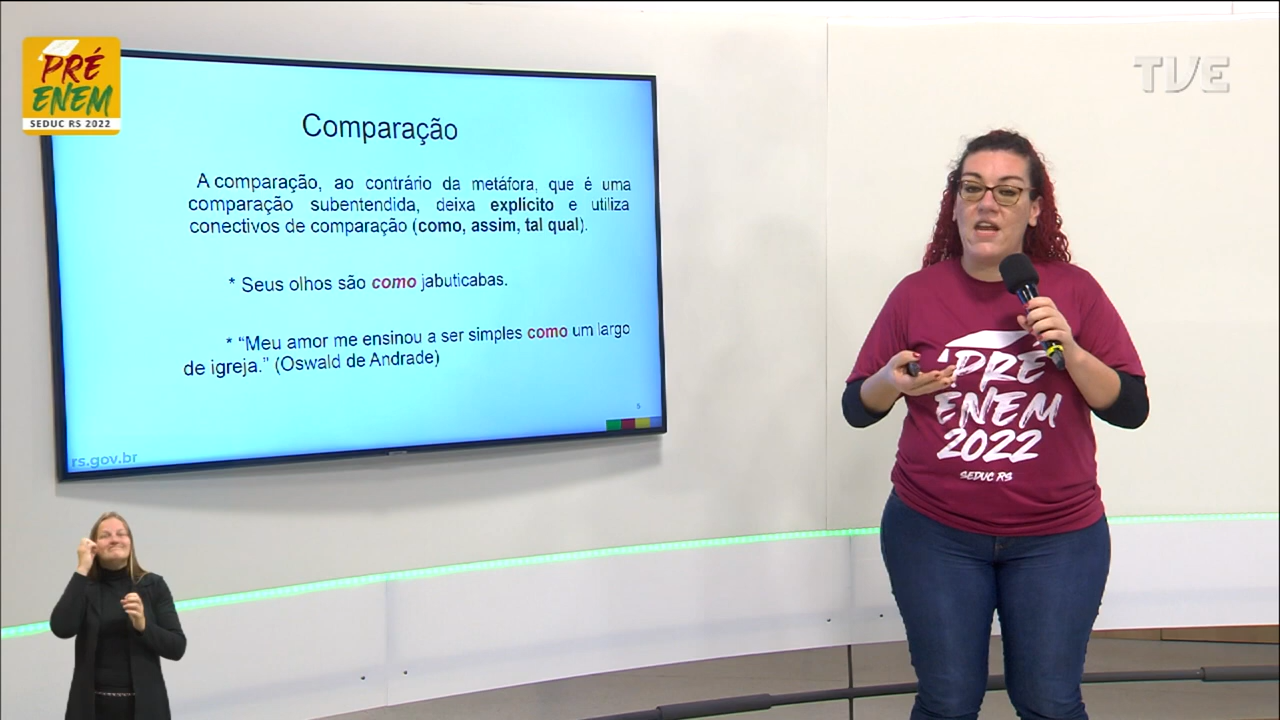 PRÉ
ENEM
SEDUC RS 2022
TVE
Comparação
A comparação, ao contrário da metáfora, que é uma
comparação subentendida, deixa explícito e utiliza
conectivos de comparação (como, assim, tal qual).
* Seus olhos são como jabuticabas.
* “Meu amor me ensinou a ser simples como um largo
de igreja.” (Oswald de Andrade)
5
rs.gov.br
PRÉ
ENEM
2022
SEDUC RS